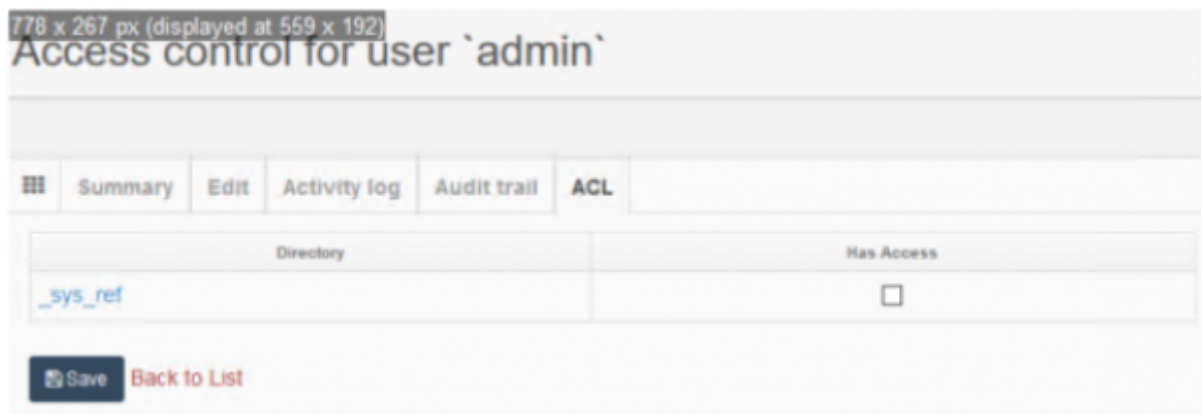 778 x 267 px (displayed at 559 x 192)
Access control for user `admin`
Summary Edit Activity log Audit trail ACL
Directory Has Access
_sys_ref
Save Back to List